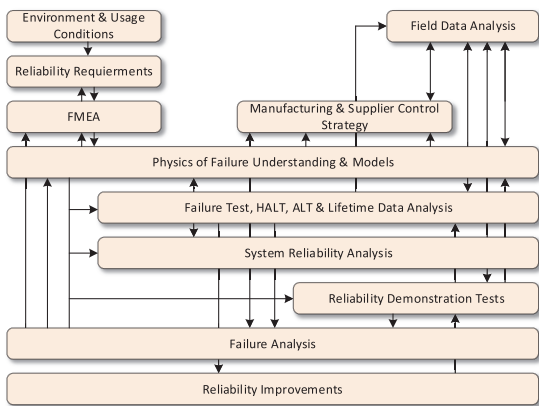 Environment & Usage
Conditions
Field Data Analysis
Reliability Requierments
FMEA
Manufacturing & Supplier Control
Strategy
Physics of Failure Understanding & Models
Failure Test, HALT, ALT & Lifetime Data Analysis
System Reliability Analysis
Reliability Demonstration Tests
Failure Analysis
Reliability Improvements